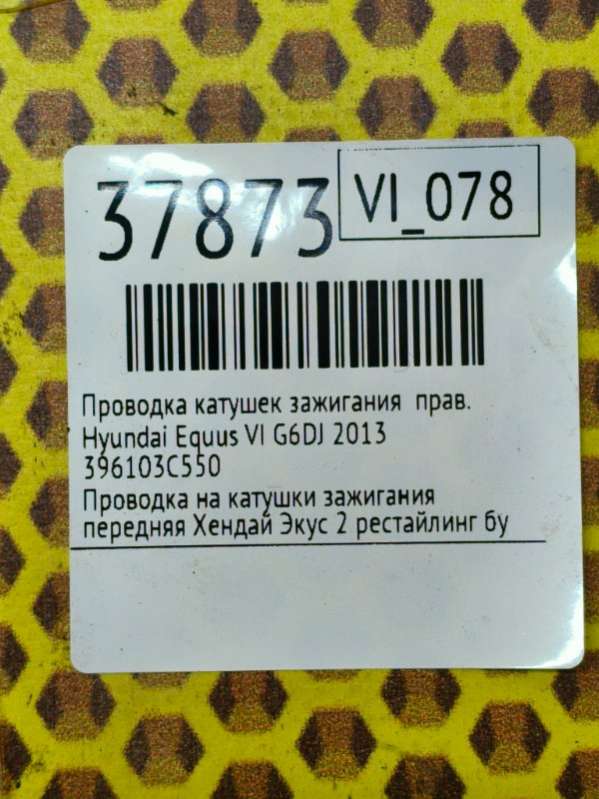 37873
VI_078
Проводка катушек зажигания прав.
Hyundai Equus VI G6DJ 2013
396103C550
Проводка на катушки зажигания
передняя Хендай Экус 2 рестайлинг бу